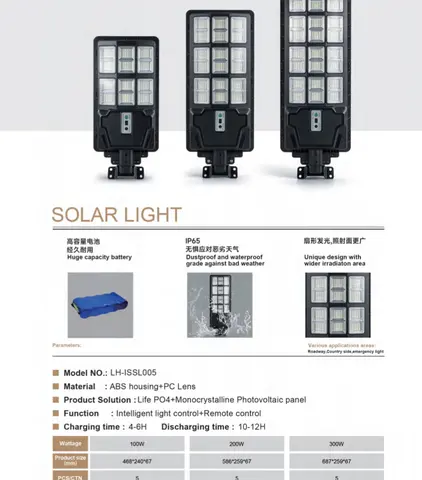 SOLAR LIGHT
高容量电池
经久耐用
Huge capacity battery
IP65
无惧应对恶劣天气
Dustproof and waterproof
grade against bad weather
扇形发光,照射面更广
Unique design with
wider irradiaton area
Parameters:
Various applications areas:
Roadway,Country side,emergency light
Model NO.: LH-ISSL005
Material : ABS housing+PC Lens
Product Solution : Life PO4+Monocrystalline Photovoltaic panel
Function : Intelligent light control+Remote control
Charging time : 4-6H Discharging time : 10-12H
Wattage 100W 200W 300W
Product size
(mm) 468*240*67 586*259*67 687*259*67
PCS/CTN 5 5 5